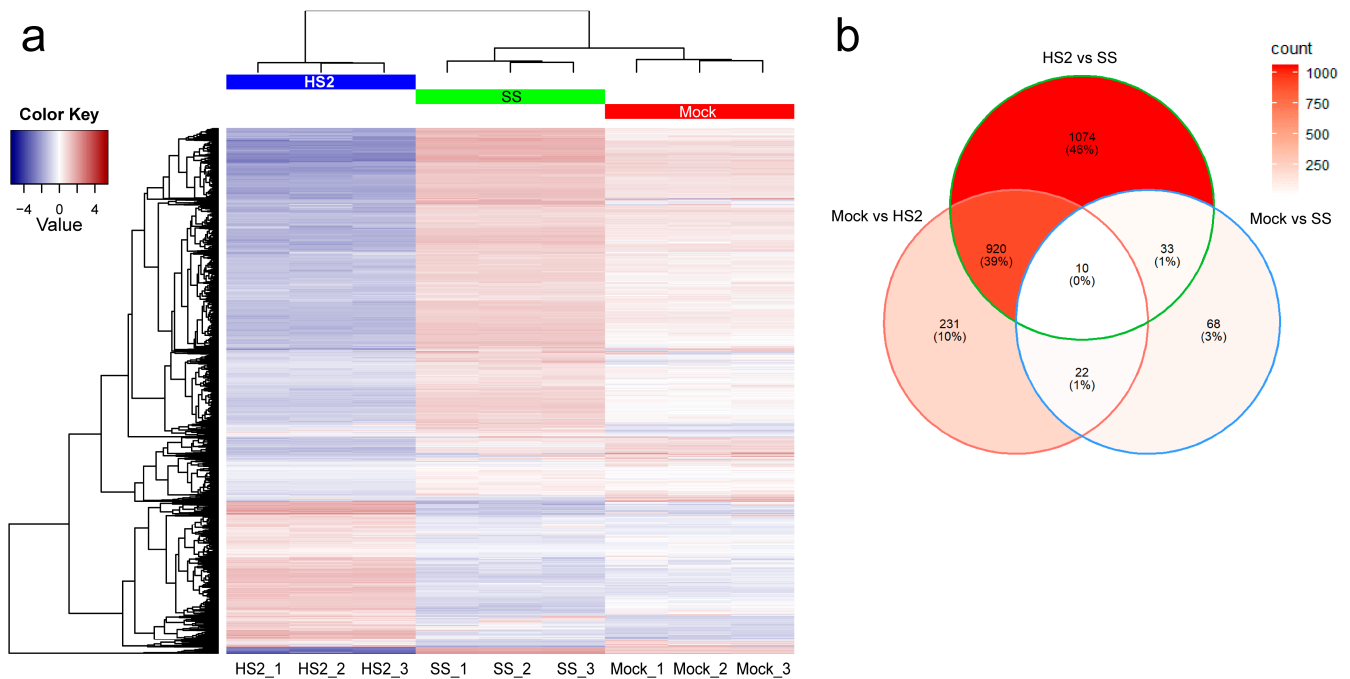 a
HS2
SS
Mock
Color Key
−4 0 4
Value
HS2_1 HS2_2 HS2_3 SS_1 SS_2 SS_3 Mock_1 Mock_2 Mock_3
b
HS2 vs SS
count
1000
750
500
250
1074
(46%)
Mock vs HS2
Mock vs SS
920
(39%)
33
(1%)
10
(0%)
231
(10%)
68
(3%)
22
(1%)